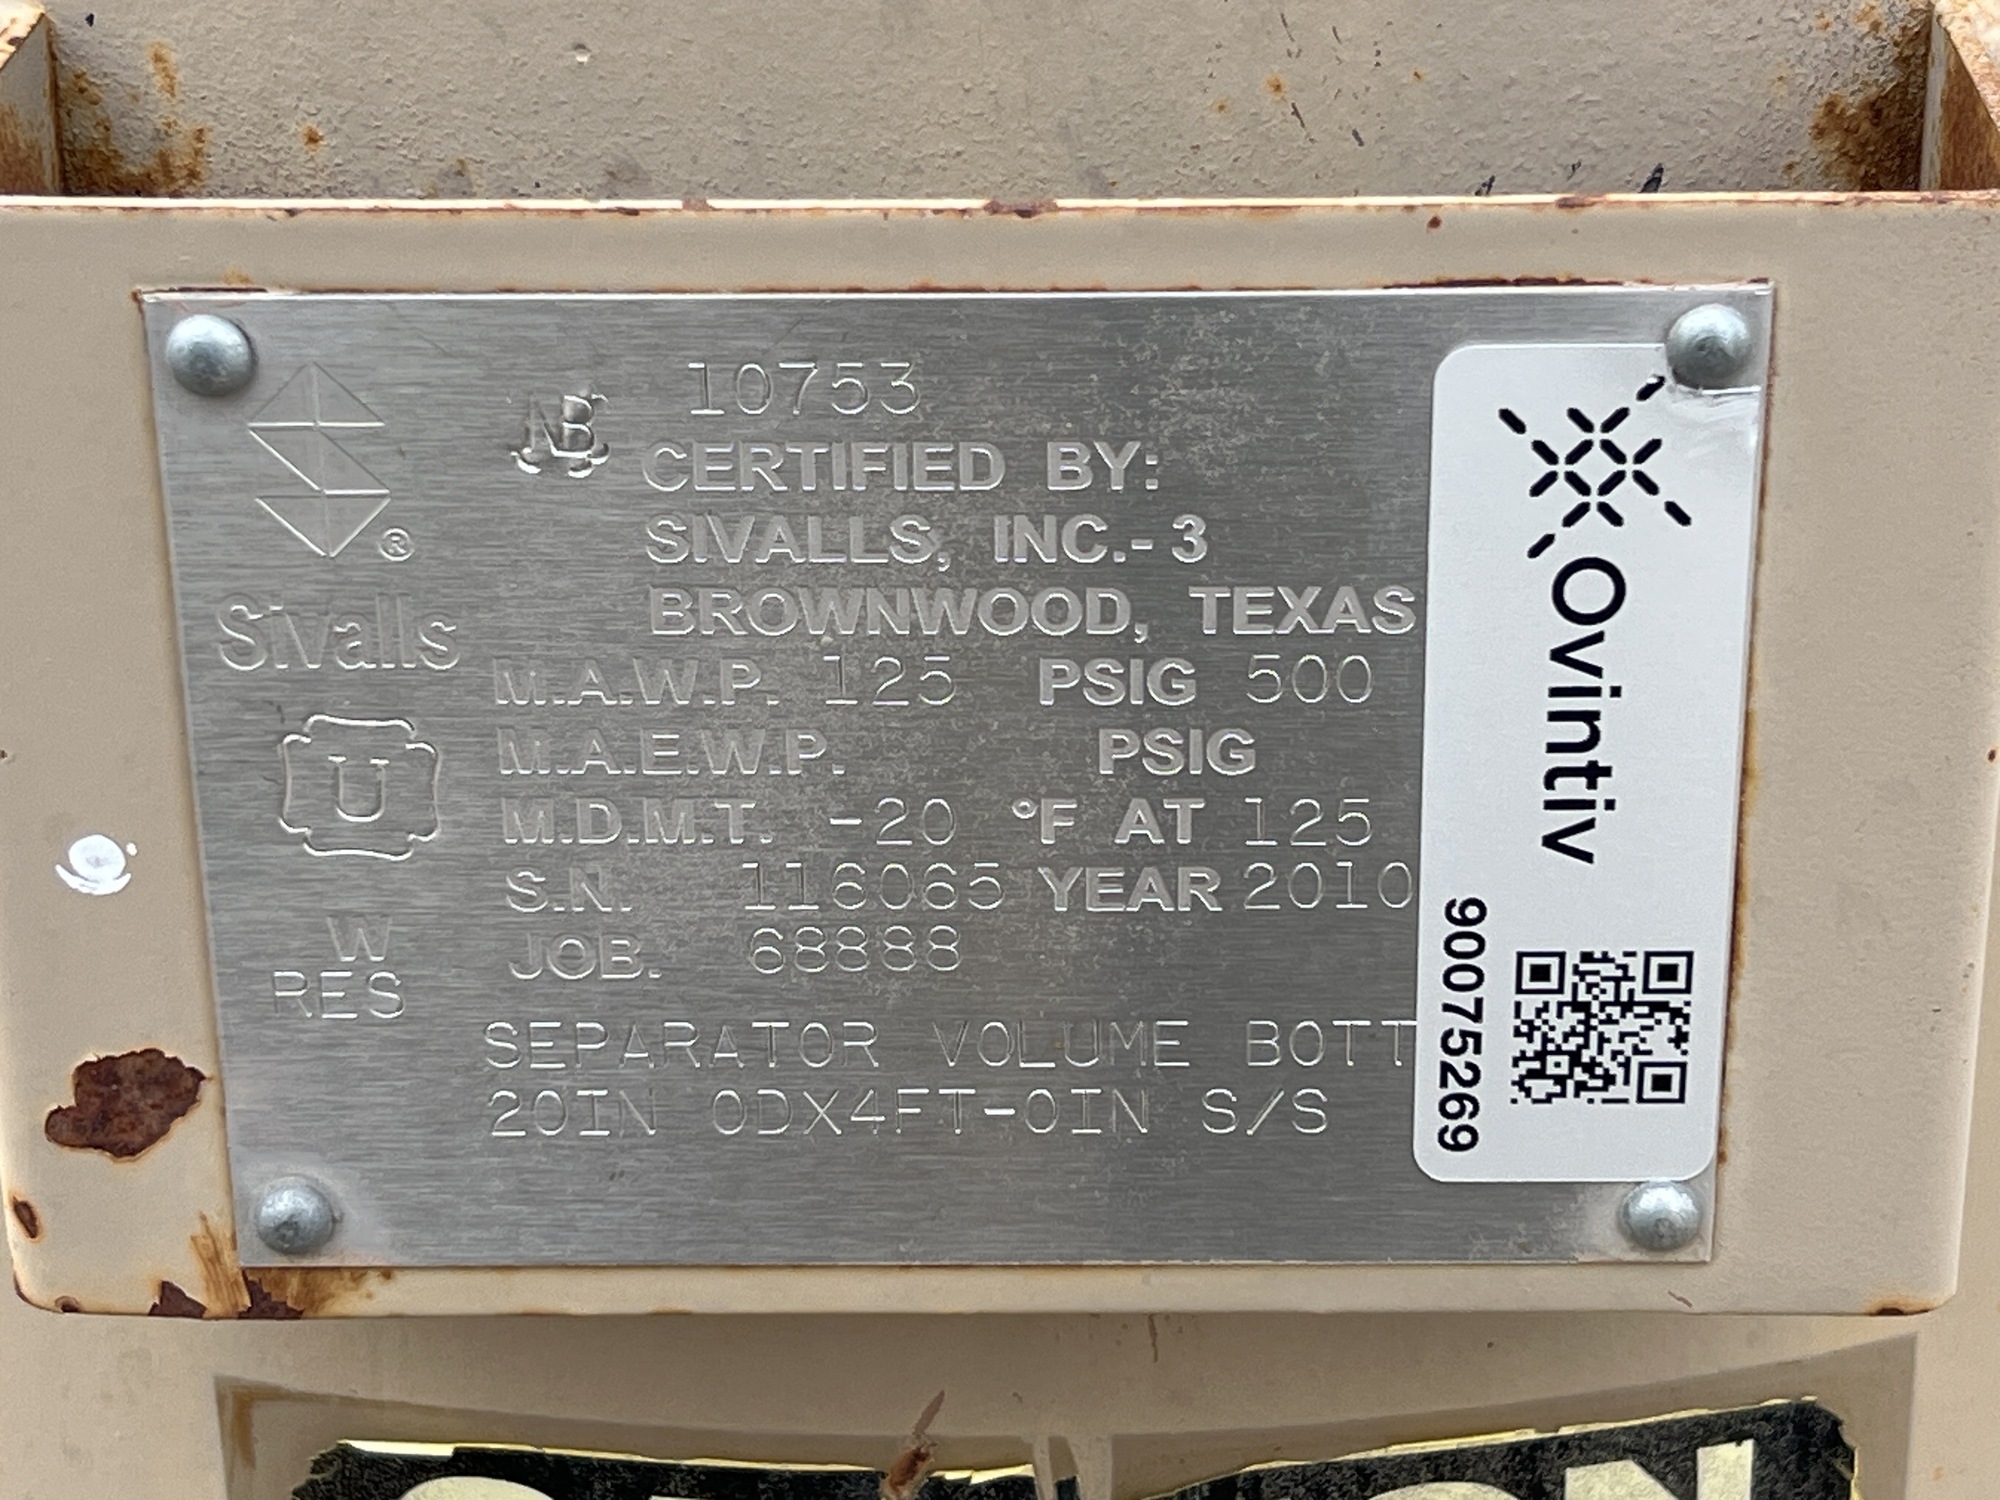 NB 10753
CERTIFIED BY:
SIVALLS, INC.-3
BROWNWOOD, TEXAS
®
Sivalls
M.A.W.P. 125 PSIG 500
M.A.E.W.P. PSIG
U
M.D.M.T. -20 °F AT 125
S.N. 116065 YEAR 2010
W
RES
JOB. 68888
SEPARATOR VOLUME BOTT
20IN ODX4FT-0IN S/S
Ovintiv
90075269